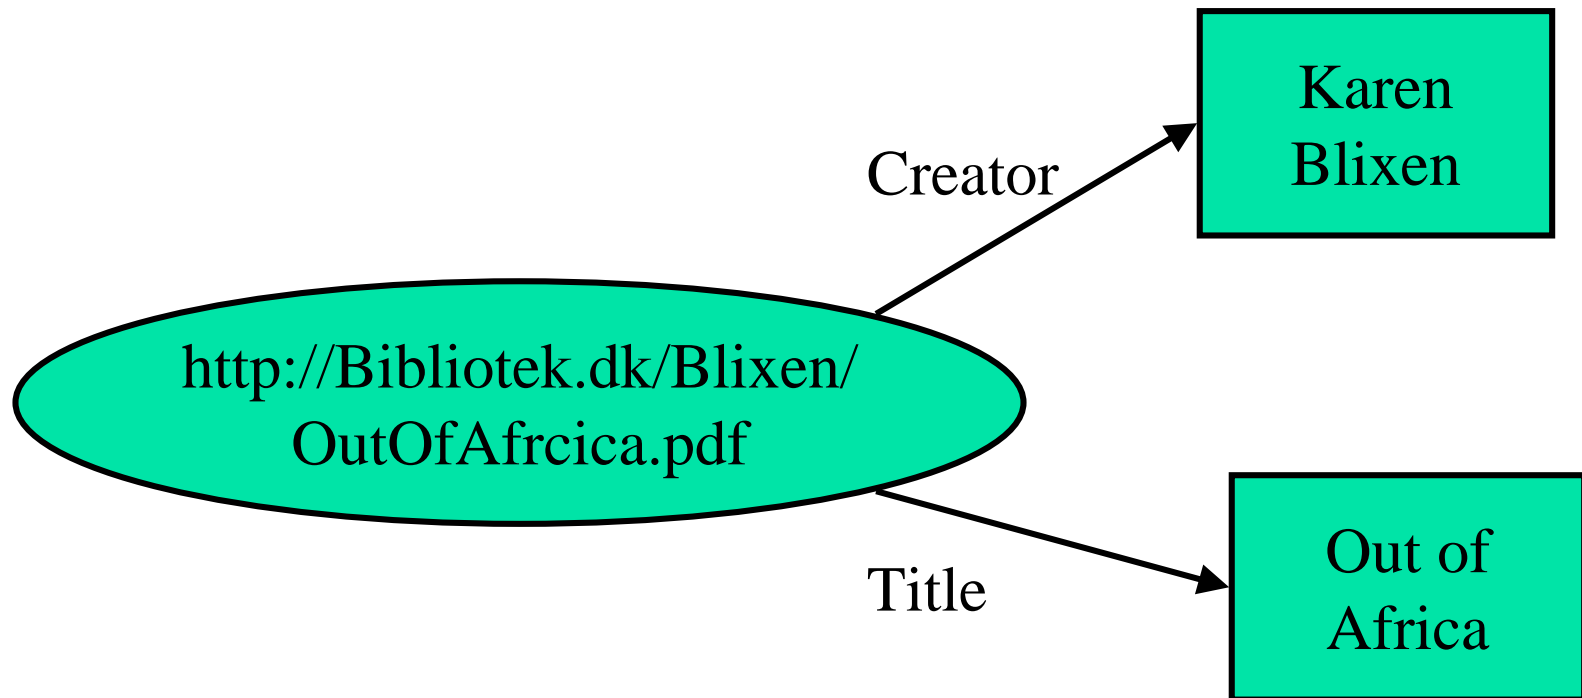 Karen
Blixen
Creator
http://Bibliotek.dk/Blixen/
OutOfAfrcica.pdf
Title
Out of
Africa